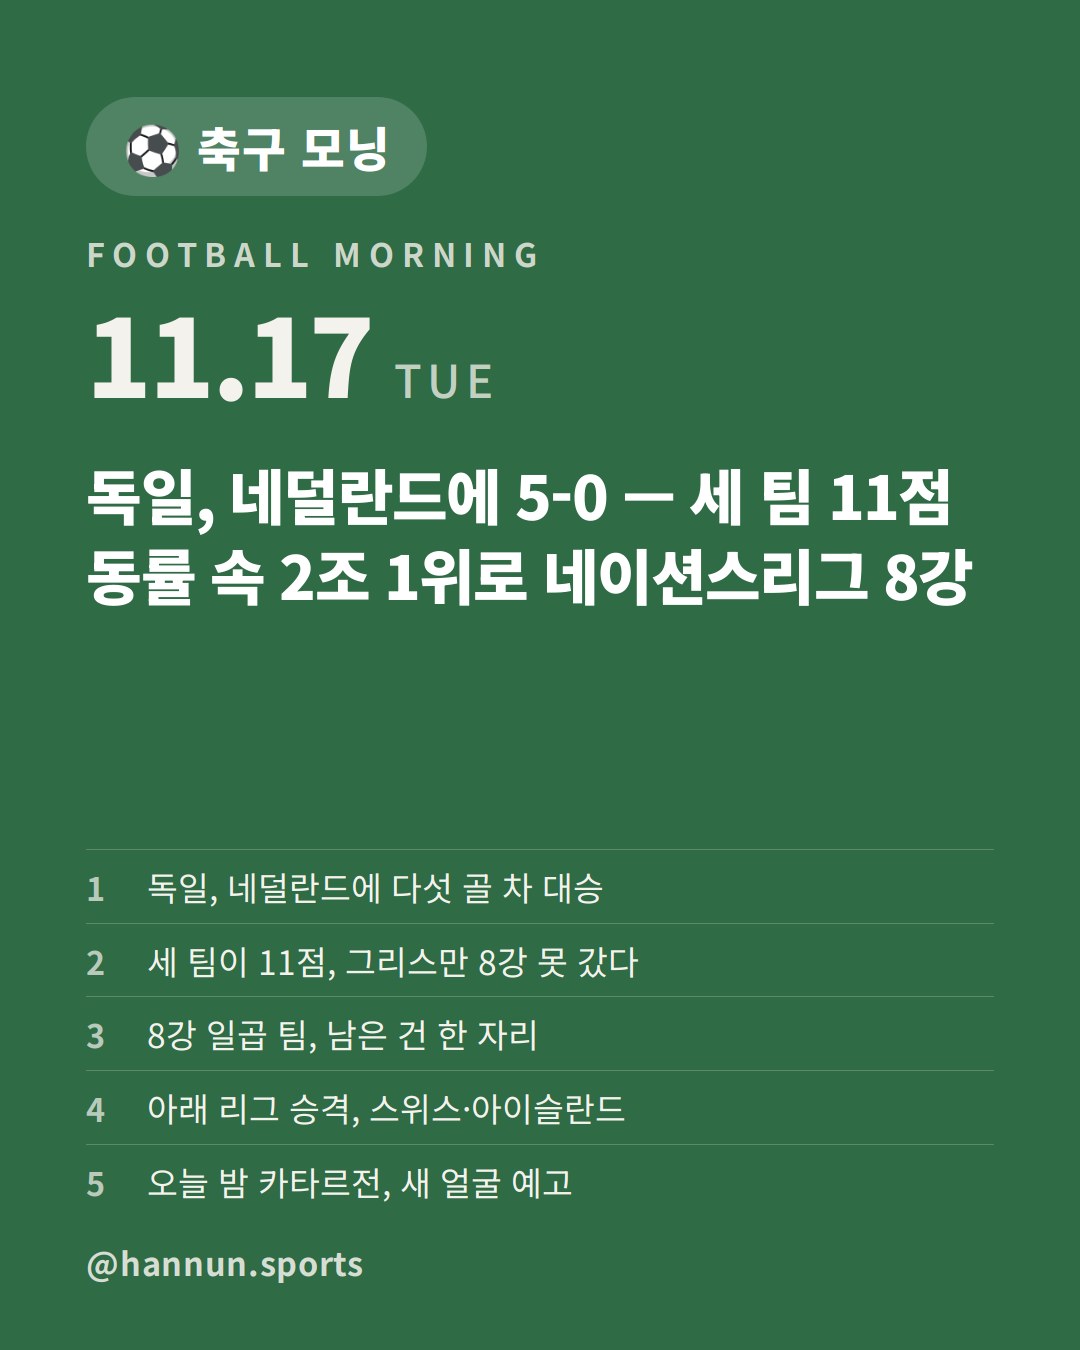 ⚽ 축구 모닝
FOOTBALL MORNING
11.17 TUE
독일, 네덜란드에 5-0 — 세 팀 11점
동률 속 2조 1위로 네이션스리그 8강
1 독일, 네덜란드에 다섯 골 차 대승
2 세 팀이 11점, 그리스만 8강 못 갔다
3 8강 일곱 팀, 남은 건 한 자리
4 아래 리그 승격, 스위스·아이슬란드
5 오늘 밤 카타르전, 새 얼굴 예고
@hannun.sports